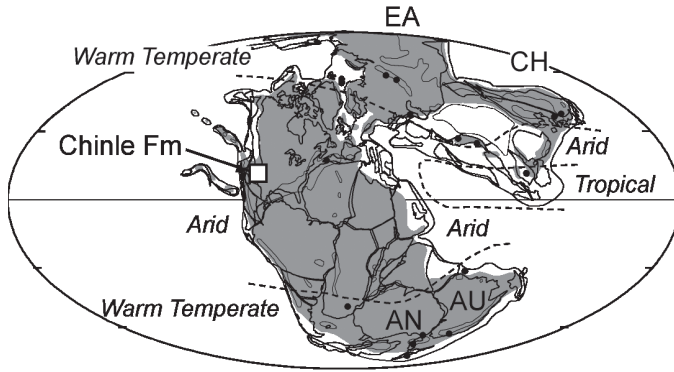 EA
Warm Temperate
CH
Chinle Fm
Arid
Tropical
Arid
Arid
Warm Temperate
AN
AU